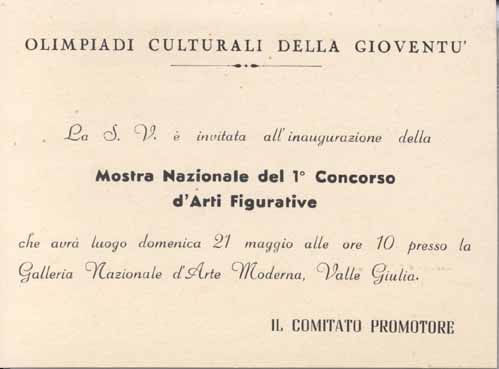 OLIMPIADI CULTURALI DELLA GIOVENTU'
La S. V. è invitata all'inaugurazione della
Mostra Nazionale del 1° Concorso
d'Arti Figurative
che avrà luogo domenica 21 maggio alle ore 10 presso la
Galleria Nazionale d'Arte Moderna, Valle Giulia.
IL COMITATO PROMOTORE